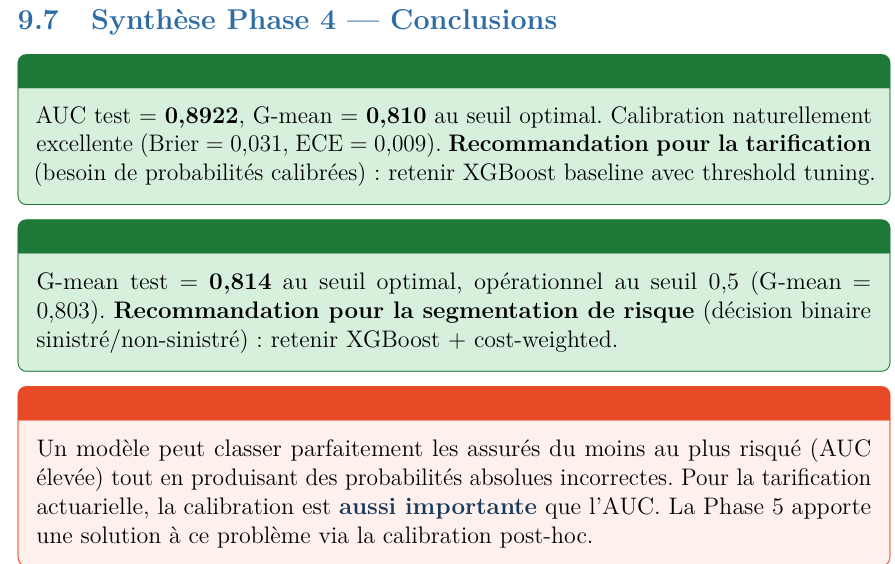 9.7 Synthèse Phase 4 — Conclusions
AUC test = 0,8922, G-mean = 0,810 au seuil optimal. Calibration naturellement
excellente (Brier = 0,031, ECE = 0,009). Recommandation pour la tarification
(besoin de probabilités calibrées) : retenir XGBoost baseline avec threshold tuning.
G-mean test = 0,814 au seuil optimal, opérationnel au seuil 0,5 (G-mean =
0,803). Recommandation pour la segmentation de risque (décision binaire
sinistré/non-sinistré) : retenir XGBoost + cost-weighted.
Un modèle peut classer parfaitement les assurés du moins au plus risqué (AUC
élevée) tout en produisant des probabilités absolues incorrectes. Pour la tarification
actuarielle, la calibration est aussi importante que l'AUC. La Phase 5 apporte
une solution à ce problème via la calibration post-hoc.